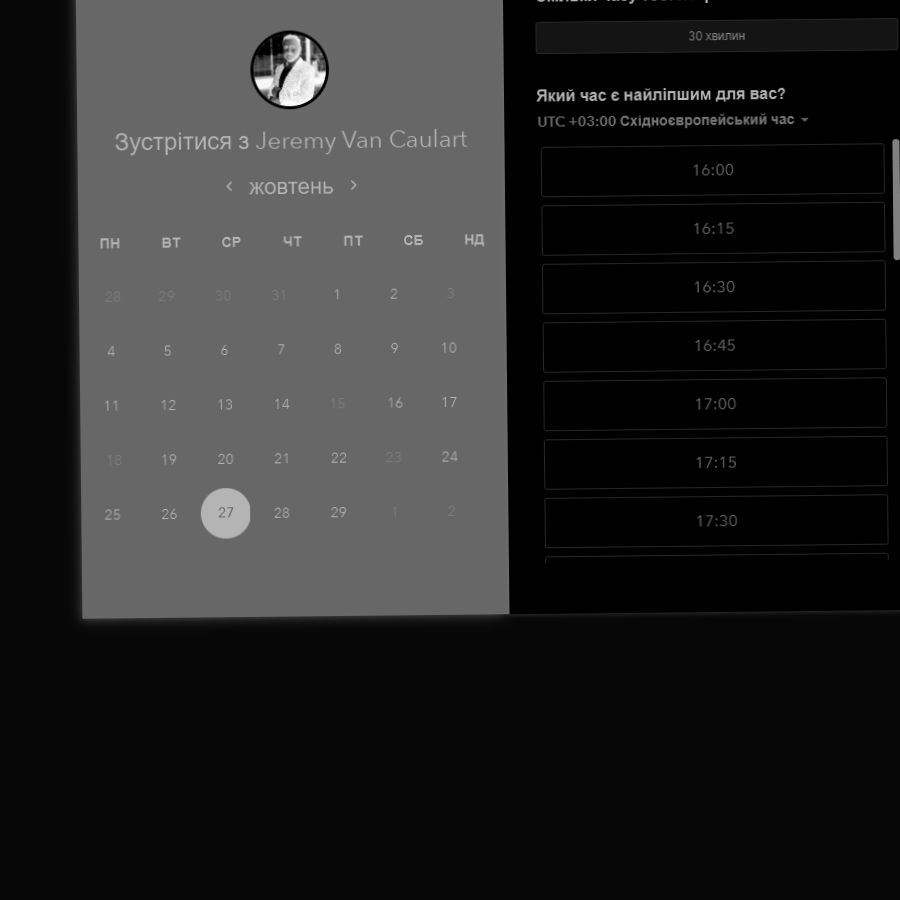 Зустрітися з Jeremy Van Caulart
жовтень
ПН ВТ СР ЧТ ПТ СБ НД
28 29 30 31 1 2 3
4 5 6 7 8 9 10
11 12 13 14 15 16 17
18 19 20 21 22 23 24
25 26 27 28 29 1 2
30 хвилин
Який час є найліпшим для вас?
UTC +03:00 Східноєвропейський час
16:00
16:15
16:30
16:45
17:00
17:15
17:30